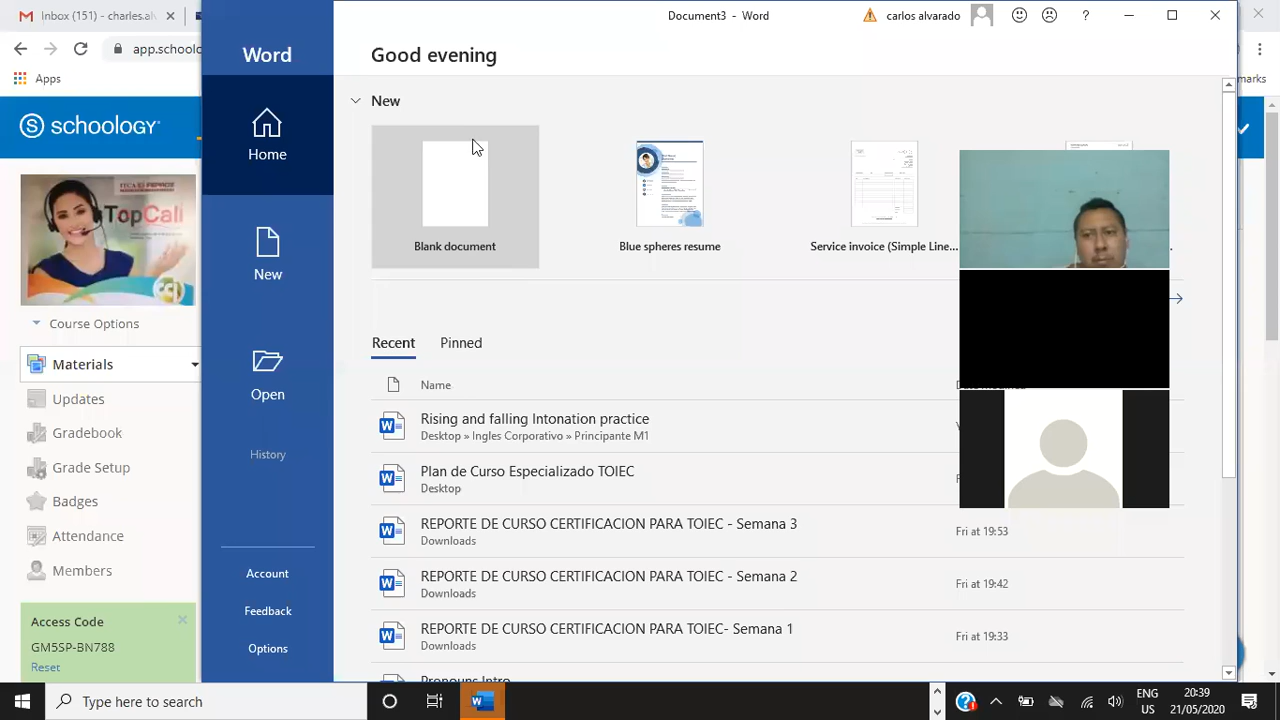 Inbox (151) - charles.al
Document3 - Word
carlos alvarado
?
app.schoology
Apps
marks
Word
Good evening
Home
New
Open
History
Account
Feedback
Options
New
Blank document
Blue spheres resume
Service invoice (Simple Line...
Recent
Pinned
Name
Rising and falling Intonation practice
Desktop » Ingles Corporativo » Principante M1
Plan de Curso Especializado TOIEC
Desktop
REPORTE DE CURSO CERTIFICACION PARA TOIEC - Semana 3
Downloads
Fri at 19:53
REPORTE DE CURSO CERTIFICACION PARA TOIEC - Semana 2
Downloads
Fri at 19:42
REPORTE DE CURSO CERTIFICACION PARA TOIEC- Semana 1
Downloads
Fri at 19:33
Pronouns Intro
S schoology
TopCall
Course Options
Materials
Updates
Gradebook
Grade Setup
Badges
Attendance
Members
Access Code
GM5SP-BN788
Reset
Type here to search
ENG
US
20:39
21/05/2020